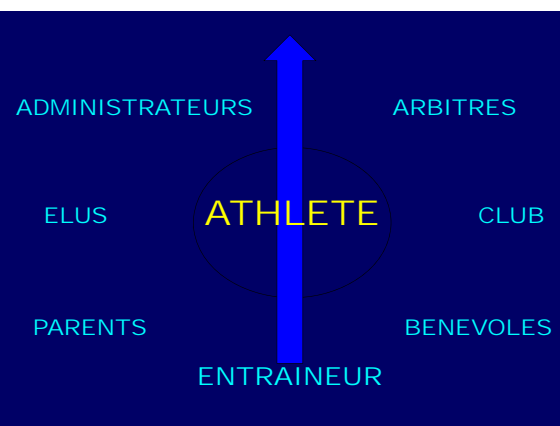 ADMINISTRATEURS ARBITRES
ELUS ATHLETE CLUB
PARENTS BENEVOLES
ENTRAINEUR